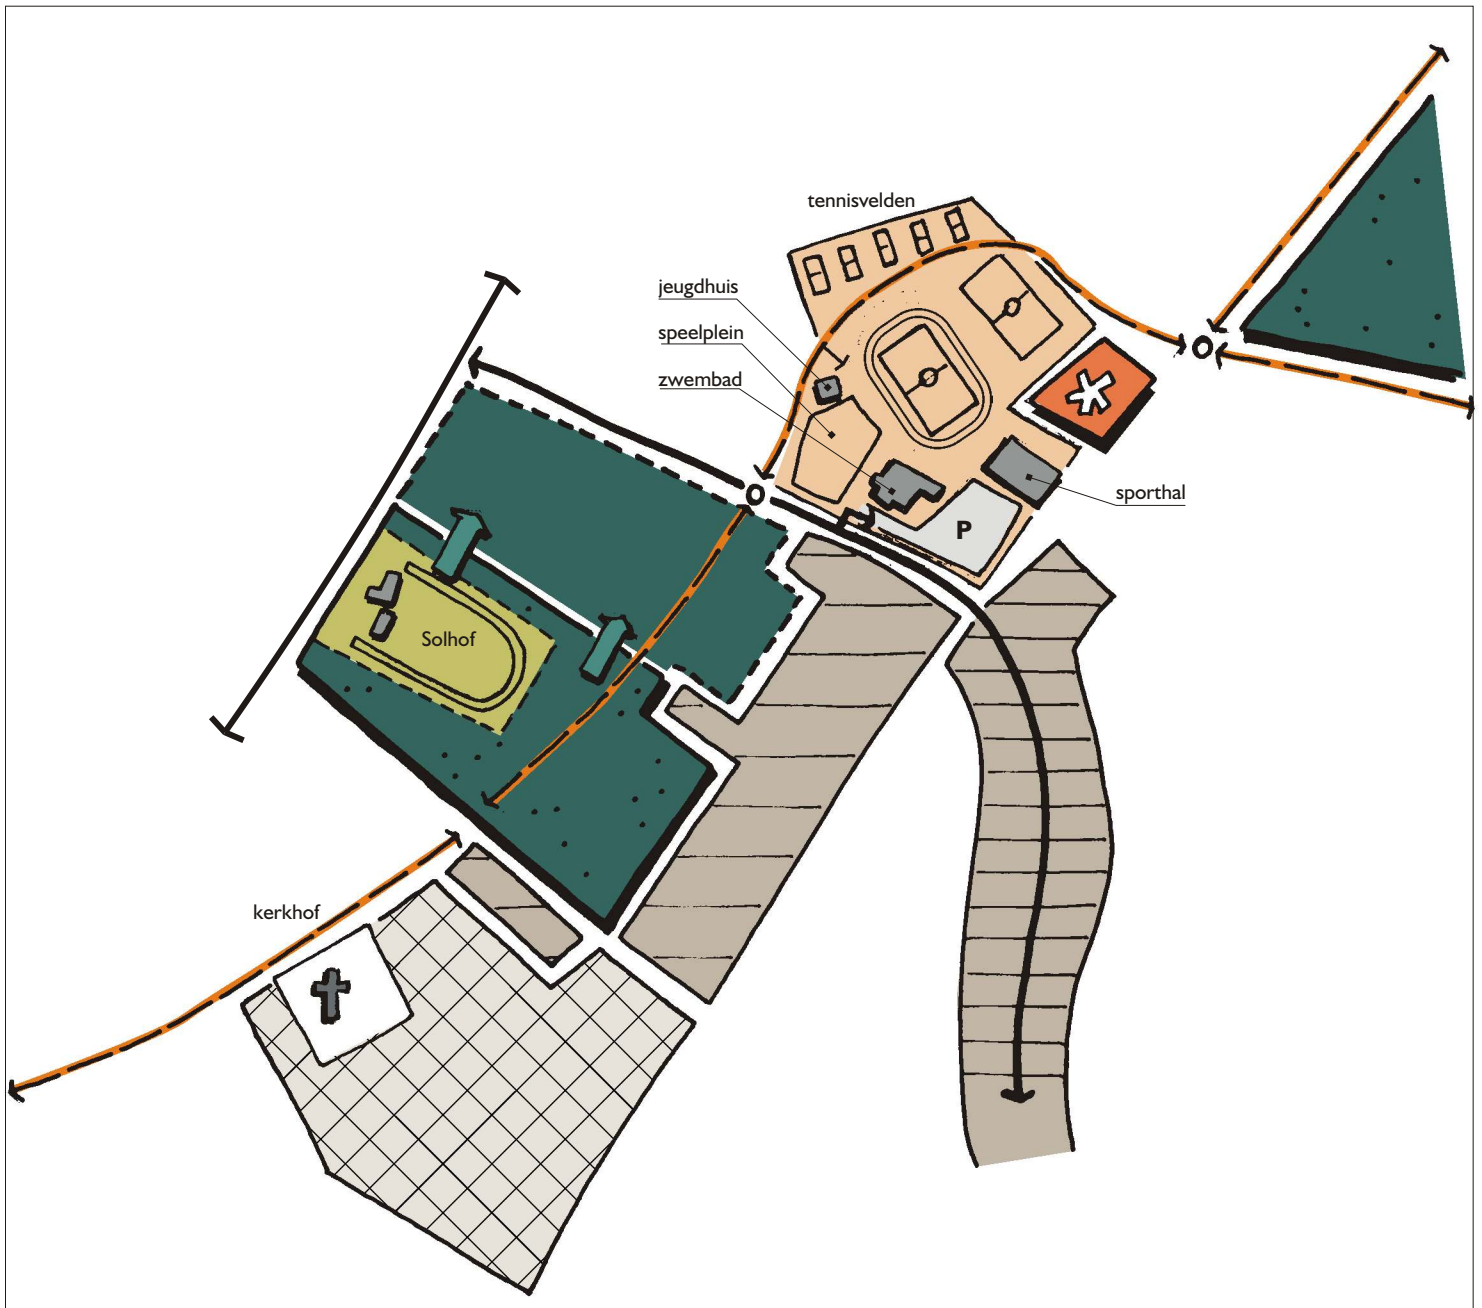 tennisvelden
jeugdhuis
speelplein
zwembad
sporthal
P
Solhof
kerkhof